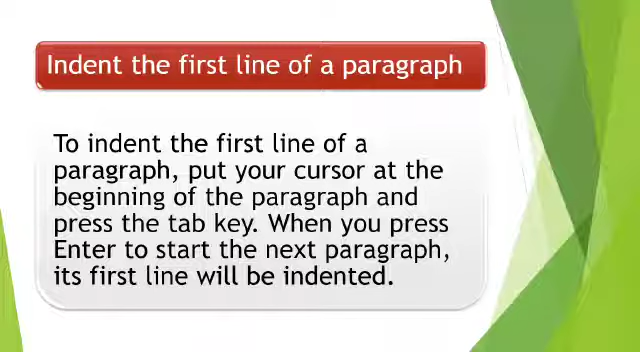 Indent the first line of a paragraph
To indent the first line of a
paragraph, put your cursor at the
beginning of the paragraph and
press the tab key. When you press
Enter to start the next paragraph,
its first line will be indented.